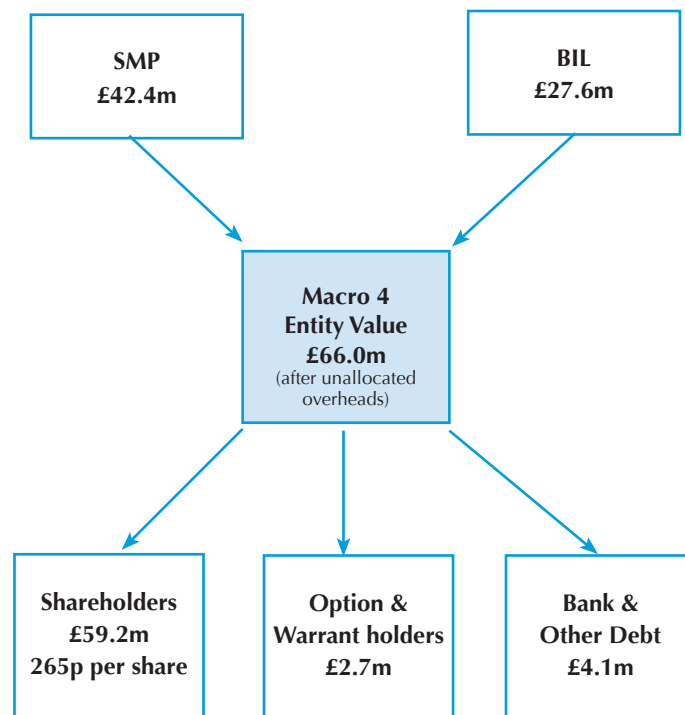 SMP
£42.4m
BIL
£27.6m
Macro 4
Entity Value
£66.0m
(after unallocated
overheads)
Shareholders
£59.2m
265p per share
Option &
Warrant holders
£2.7m
Bank &
Other Debt
£4.1m